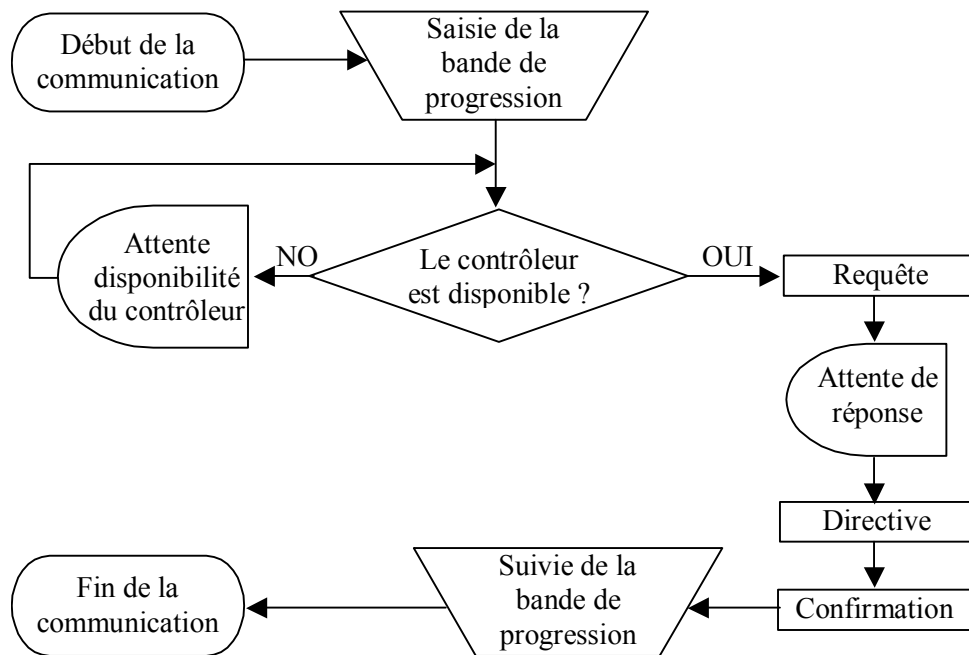 Début de la
communication
Saisie de la
bande de
progression
Attente
disponibilité
du contrôleur
NO
Le contrôleur
est disponible ?
OUI
Requête
Attente de
réponse
Directive
Confirmation
Suivie de la
bande de
progression
Fin de la
communication